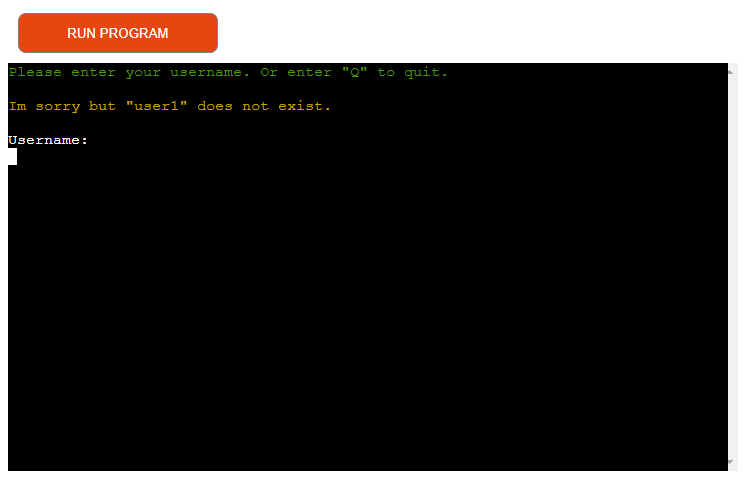 RUN PROGRAM
Please enter your username. Or enter "Q" to quit.
Im sorry but "user1" does not exist.
Username: